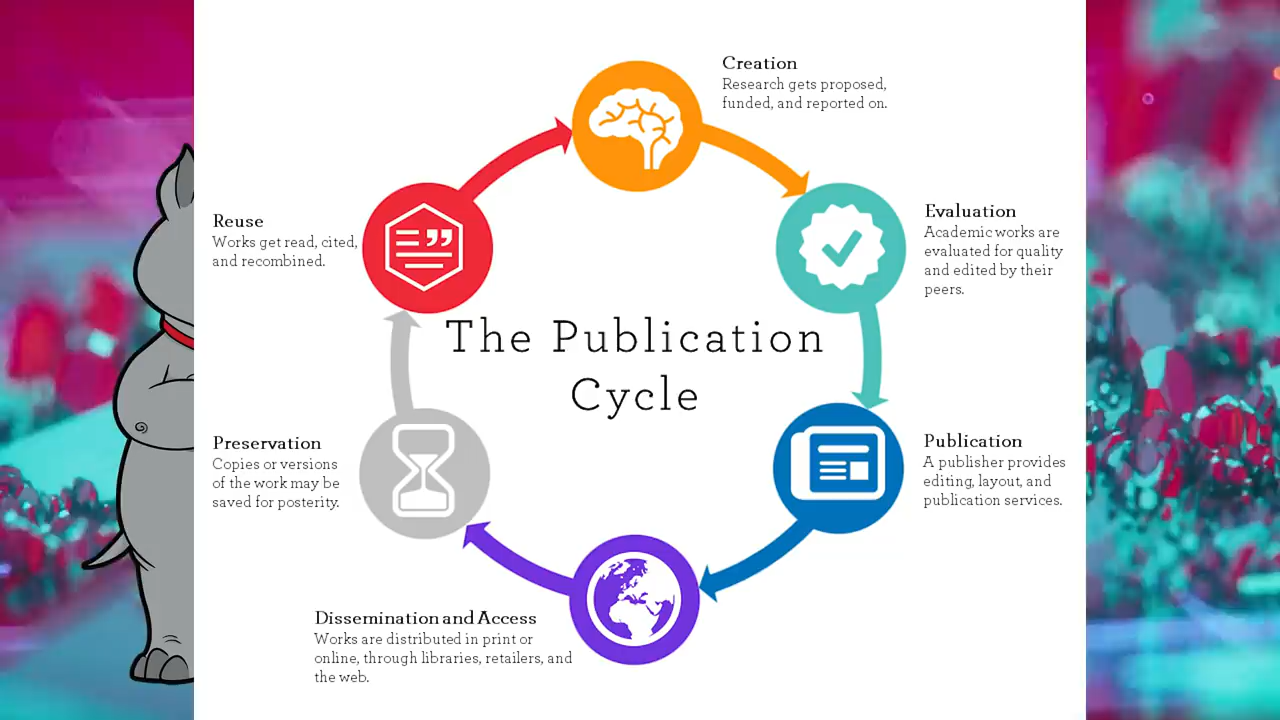 Creation
Research gets proposed,
funded, and reported on.
Evaluation
Academic works are
evaluated for quality
and edited by their
peers.
Reuse
Works get read, cited,
and recombined.
The Publication
Cycle
Publication
A publisher provides
editing, layout, and
publication services.
Preservation
Copies or versions
of the work may be
saved for posterity.
Dissemination and Access
Works are distributed in print or
online, through libraries, retailers, and
the web.